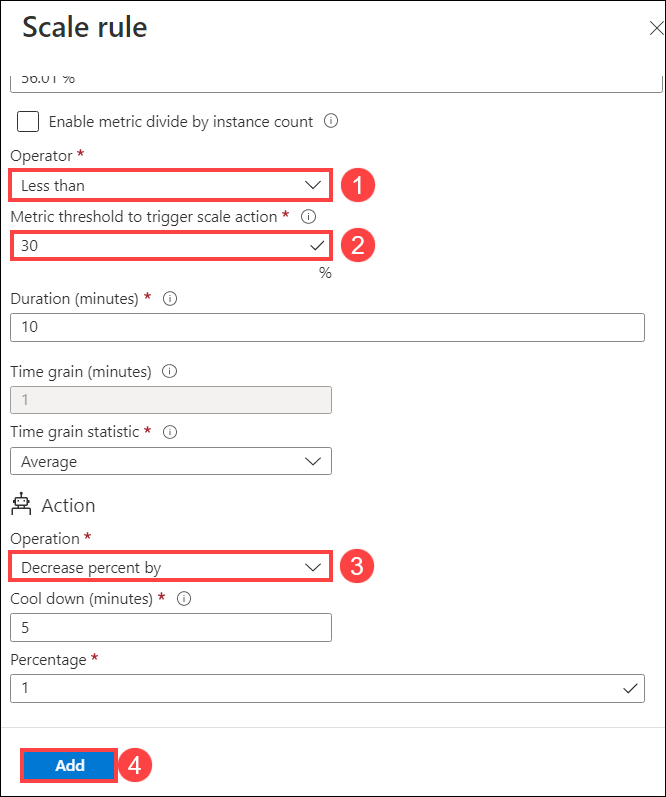 Scale rule
56.01 %
Enable metric divide by instance count
Operator *
Less than
1
Metric threshold to trigger scale action *
30
2
%
Duration (minutes) *
10
Time grain (minutes)
1
Time grain statistic *
Average
Action
Operation *
Decrease percent by
3
Cool down (minutes) *
5
Percentage *
1
Add
4